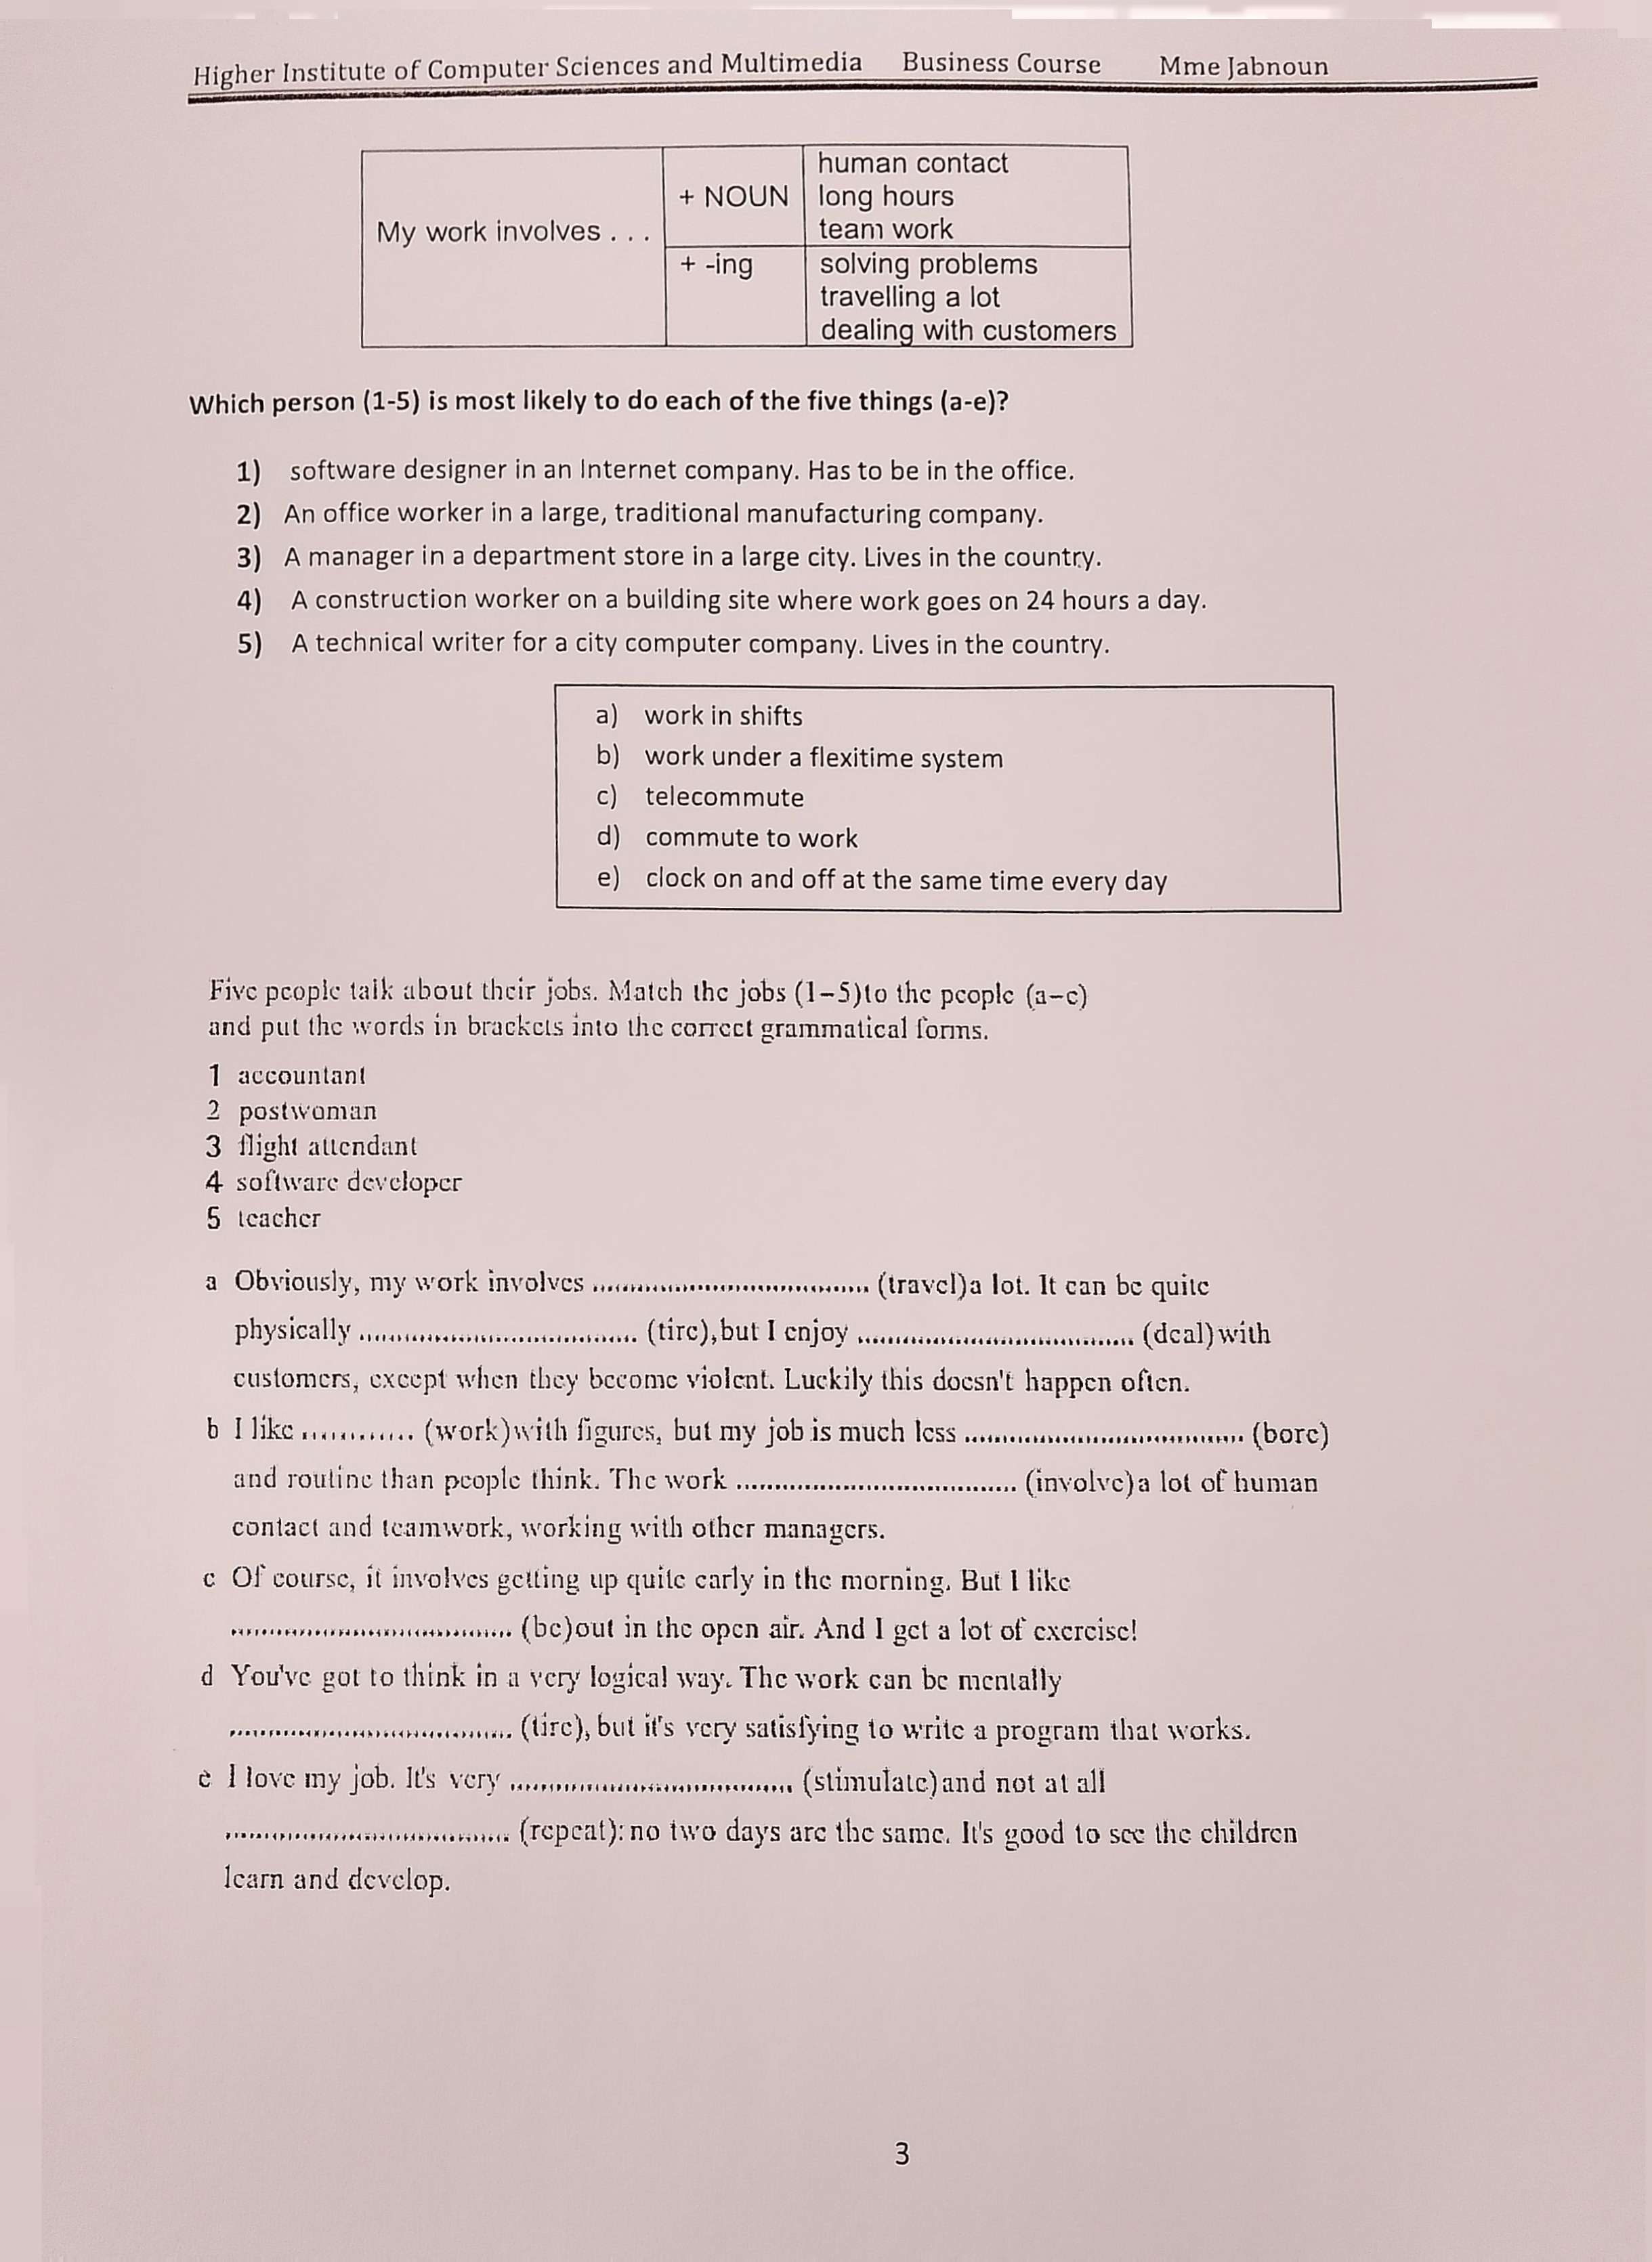 Higher Institute of Computer Sciences and Multimedia Business Course Mme Jabnoun
My work involves . . .
+ NOUN
human contact
long hours
team work
+ -ing
solving problems
travelling a lot
dealing with customers
Which person (1-5) is most likely to do each of the five things (a-e)?
1) software designer in an Internet company. Has to be in the office.
2) An office worker in a large, traditional manufacturing company.
3) A manager in a department store in a large city. Lives in the country.
4) A construction worker on a building site where work goes on 24 hours a day.
5) A technical writer for a city computer company. Lives in the country.
a) work in shifts
b) work under a flexitime system
c) telecommute
d) commute to work
e) clock on and off at the same time every day
Five people talk about their jobs. Match the jobs (1-5)to the people (a-e)
and put the words in brackets into the correct grammatical forms.
1 accountant
2 postwoman
3 flight attendant
4 software developer
5 teacher
a Obviously, my work involves .................................... (travel)a lot. It can be quite
physically .................................... (tire),but I enjoy .................................... (deal)with
customers, except when they become violent. Luckily this doesn't happen often.
b I like ............. (work)with figures, but my job is much less .................................... (bore)
and routine than people think. The work .................................... (involve)a lot of human
contact and teamwork, working with other managers.
c Of course, it involves getting up quite early in the morning. But I like
.................................... (be)out in the open air. And I get a lot of exercise!
d You've got to think in a very logical way. The work can be mentally
.................................... (tire), but it's very satisfying to write a program that works.
e I love my job. It's very .................................... (stimulate)and not at all
.................................... (repeat): no two days are the same. It's good to see the children
learn and develop.
3